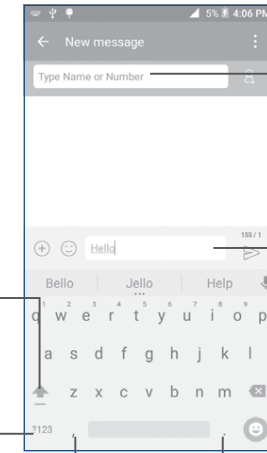 5% 4:06 PM
New message
Type Name or Number
155 / 1
Hello
Bello Jello Help
1 2 3 4 5 6 7 8 9 0
q w e r t y u i o p
a s d f g h j k l
z x c v b n m
?123 , .